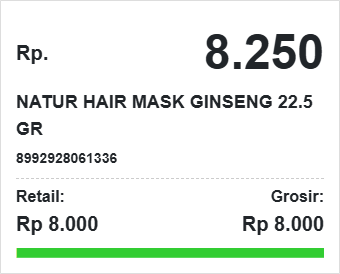 Rp. 8.250
NATUR HAIR MASK GINSENG 22.5
GR
8992928061336
Retail: Grosir:
Rp 8.000 Rp 8.000